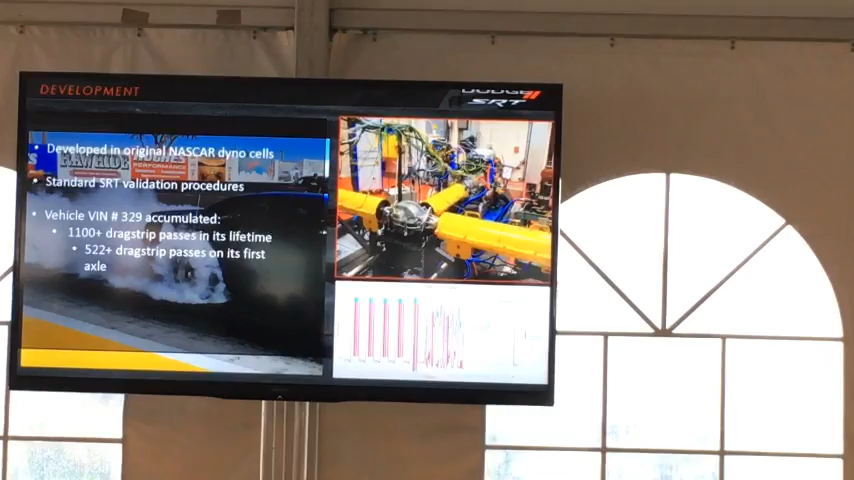 DEVELOPMENT
DODGE
SRT
• Developed in original NASCAR dyno cells
RAWHIDE
HUGHES
PERFORMANCE
• Standard SRT validation procedures
• Vehicle VIN # 329 accumulated:
• 1100+ dragstrip passes in its lifetime
• 522+ dragstrip passes on its first
axle